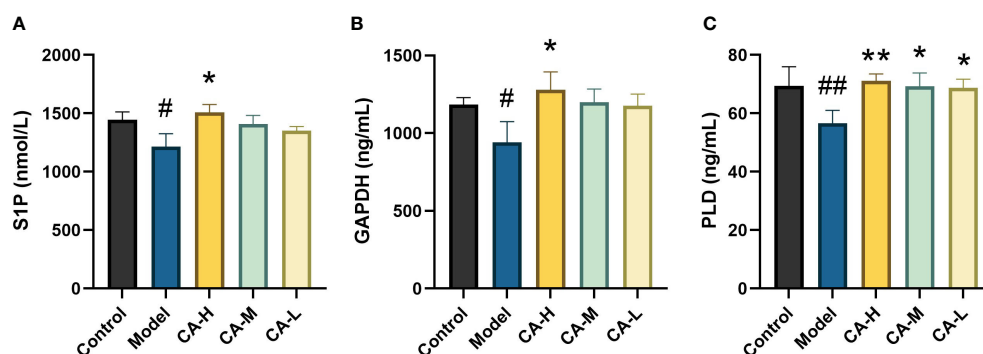 A
S1P (nmol/L)
2000
1500
1000
500
0
#
*
Control
Model
CA-H
CA-M
CA-L
B
GAPDH (ng/mL)
1500
1000
500
0
#
*
Control
Model
CA-H
CA-M
CA-L
C
PLD (ng/mL)
80
60
40
20
0
##
**
*
*
Control
Model
CA-H
CA-M
CA-L